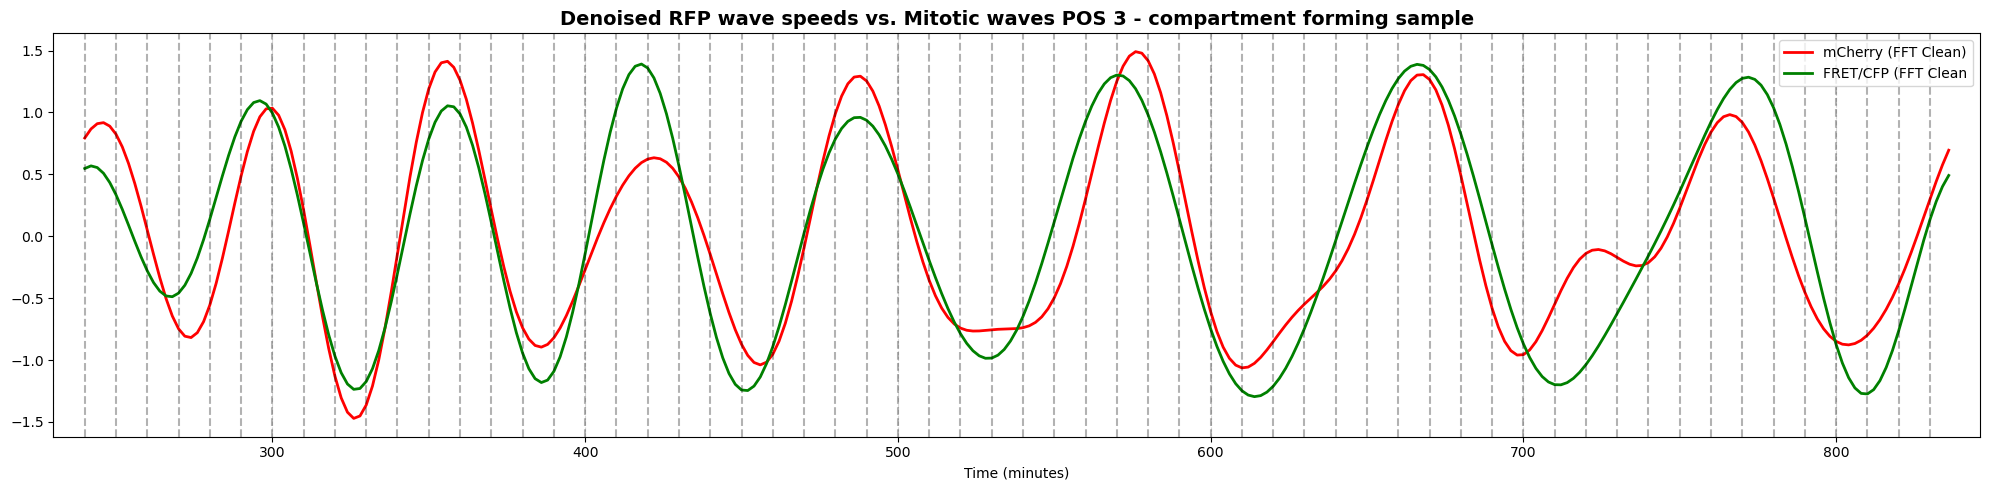 Denoised RFP wave speeds vs. Mitotic waves POS 3 - compartment forming sample
mCherry (FFT Clean)
FRET/CFP (FFT Clean
1.5
1.0
0.5
0.0
−0.5
−1.0
−1.5
300 400 500 600 700 800
Time (minutes)